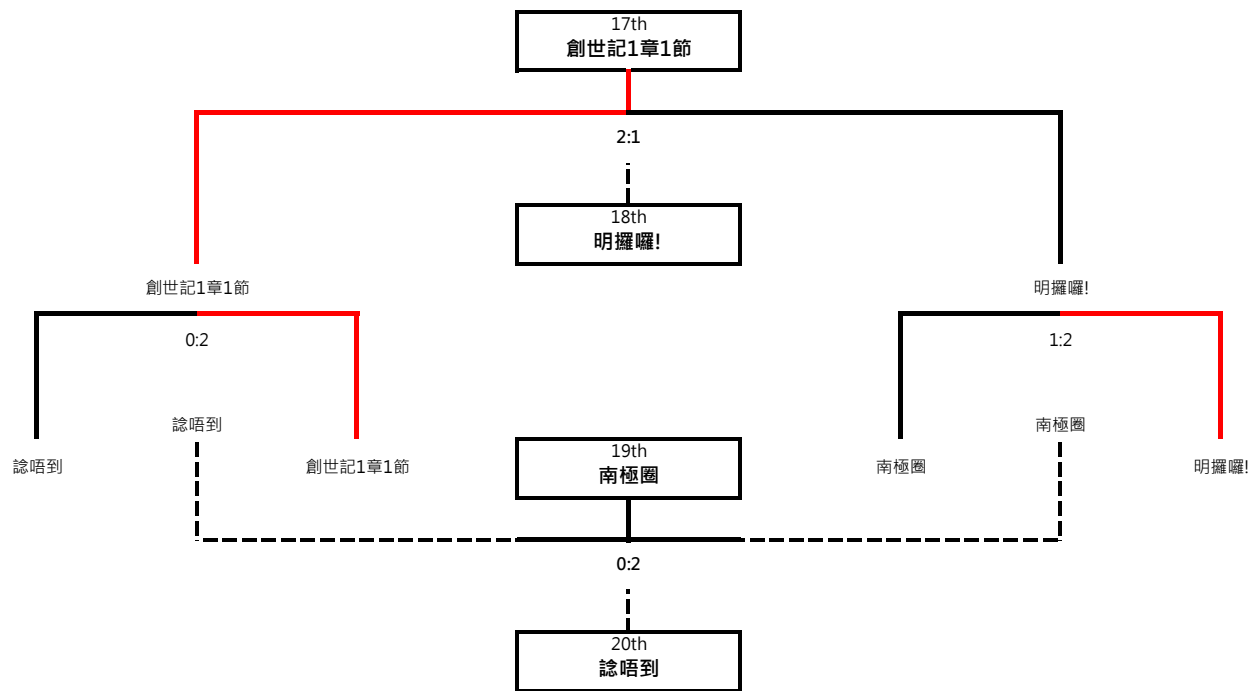 17th
創世記1章1節
2:1
18th
明攞囉!
創世記1章1節
明攞囉!
0:2
1:2
諗唔到
南極圈
19th
南極圈
諗唔到
創世記1章1節
南極圈
明攞囉!
0:2
20th
諗唔到